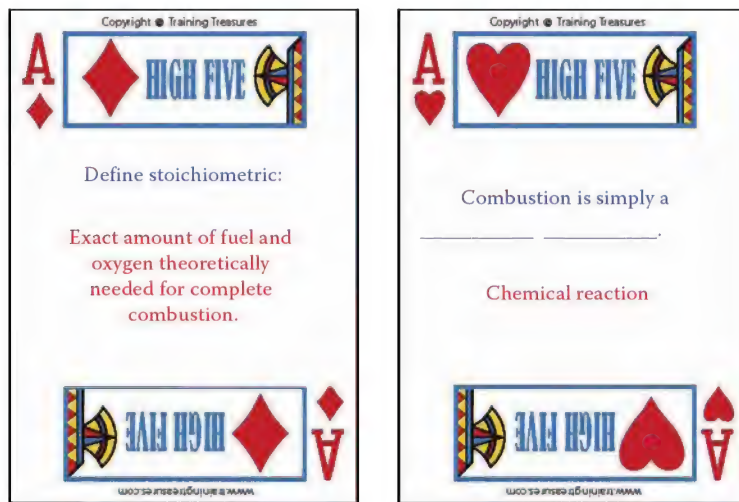 Copyright @ Training Treasures
A
HIGH FIVE
Define stoichiometric:
Exact amount of fuel and
oxygen theoretically
needed for complete
combustion.
HIGH FIVE
A
www.trainingtreasures.com
Copyright @ Training Treasures
A
HIGH FIVE
Combustion is simply a
____________ ____________.
Chemical reaction
HIGH FIVE
A
www.trainingtreasures.com